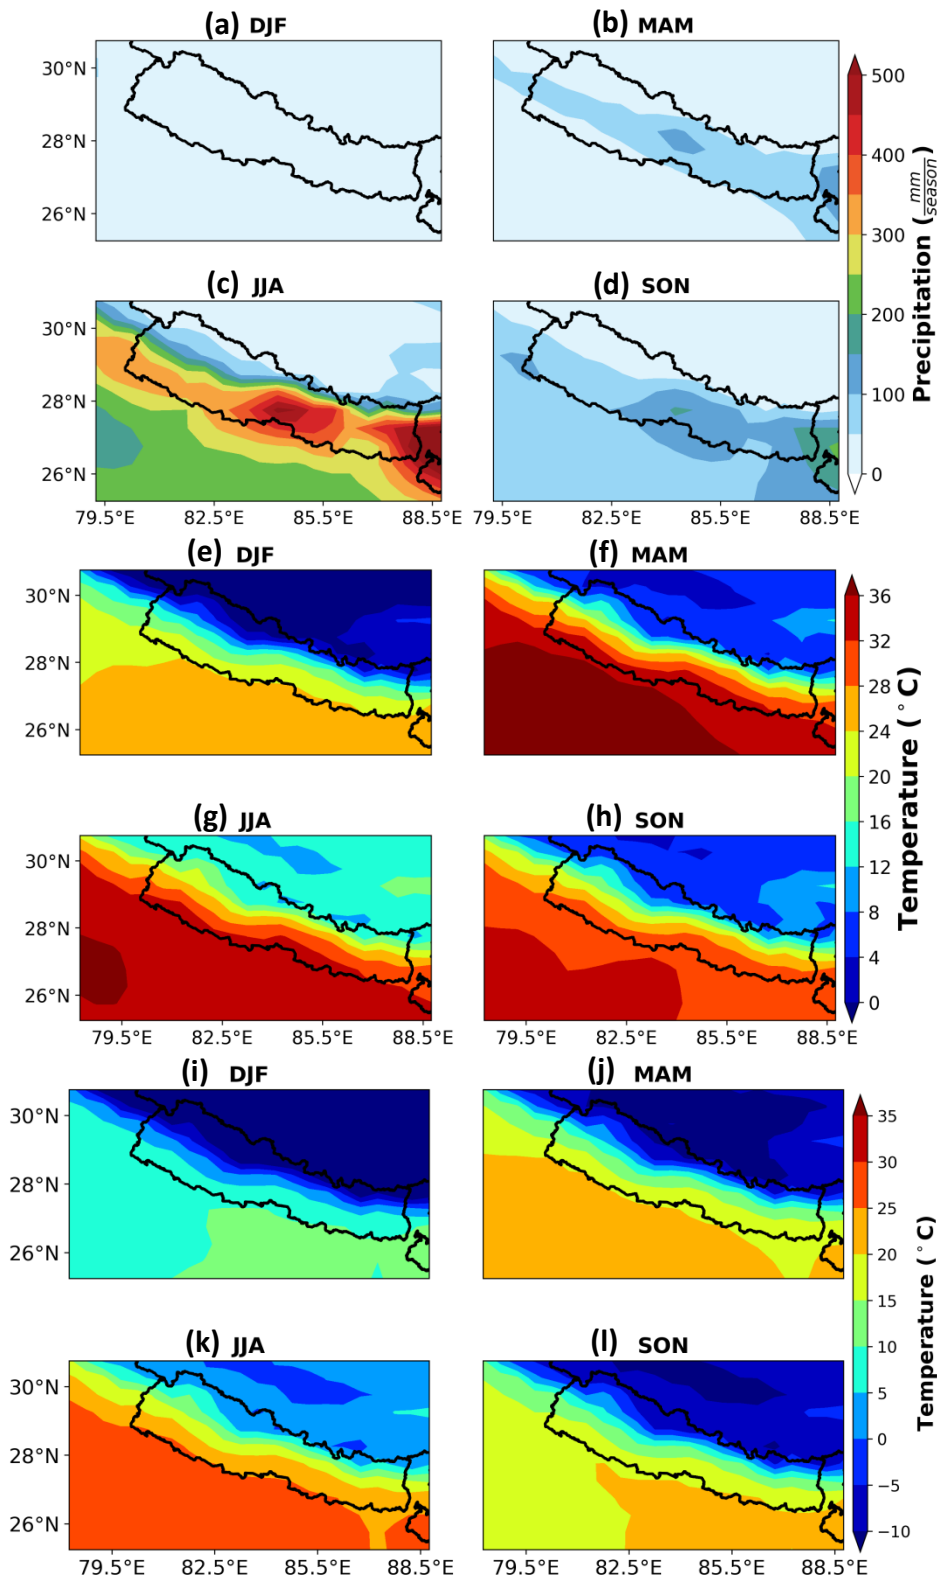 (a) DJF
(b) MAM
30°N
28°N
26°N
(c) JJA
(d) SON
30°N
28°N
26°N
79.5°E 82.5°E 85.5°E 88.5°E
79.5°E 82.5°E 85.5°E 88.5°E
500
400
300
200
100
0
Precipitation (mm/season)
(e) DJF
(f) MAM
30°N
28°N
26°N
(g) JJA
(h) SON
30°N
28°N
26°N
79.5°E 82.5°E 85.5°E 88.5°E
79.5°E 82.5°E 85.5°E 88.5°E
36
32
28
24
20
16
12
8
4
0
Temperature (°C)
(i) DJF
(j) MAM
30°N
28°N
26°N
(k) JJA
(l) SON
30°N
28°N
26°N
79.5°E 82.5°E 85.5°E 88.5°E
79.5°E 82.5°E 85.5°E 88.5°E
35
30
25
20
15
10
5
0
−5
−10
Temperature (°C)